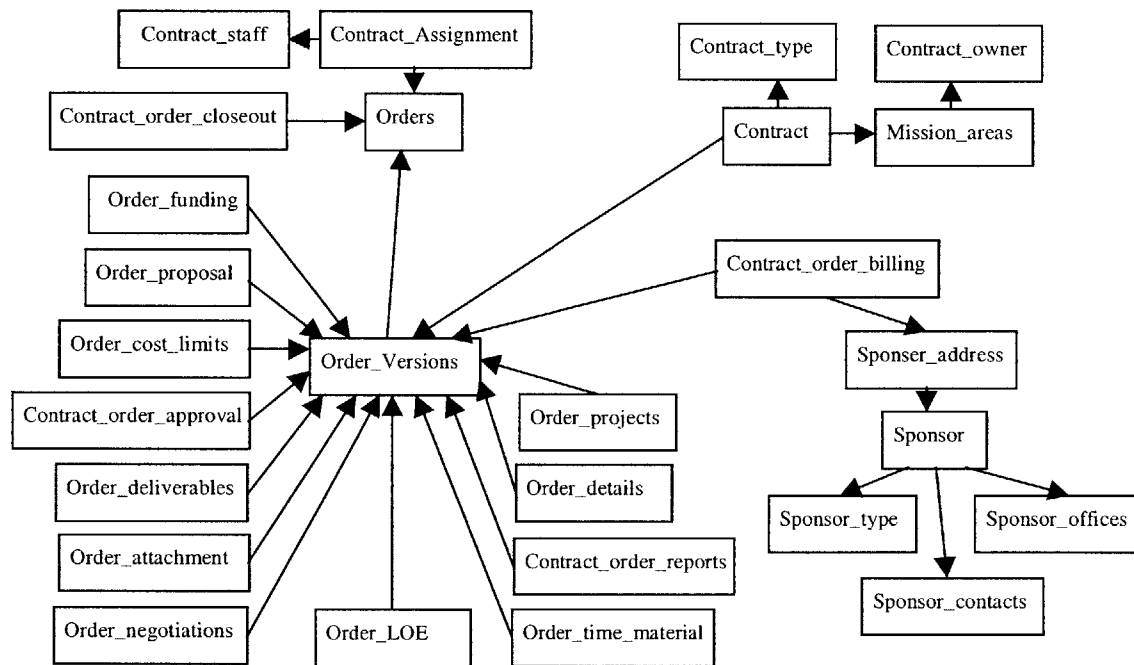 Contract_staff
Contract_Assignment
Contract_type
Contract_owner
Contract_order_closeout
Orders
Contract
Mission_areas
Order_funding
Order_proposal
Contract_order_billing
Order_cost_limits
Order_Versions
Sponser_address
Contract_order_approval
Order_projects
Sponsor
Order_deliverables
Order_details
Sponsor_type
Sponsor_offices
Order_attachment
Contract_order_reports
Sponsor_contacts
Order_negotiations
Order_LOE
Order_time_material